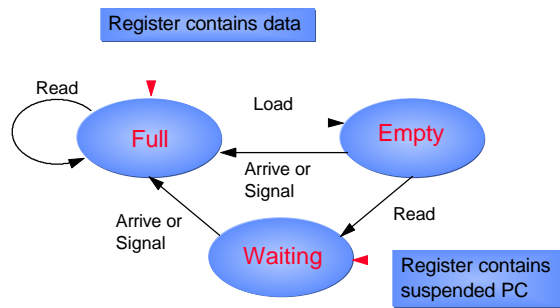 Register contains data
Read
Full
Load
Empty
Arrive or
Signal
Arrive or
Signal
Read
Waiting
Register contains
suspended PC